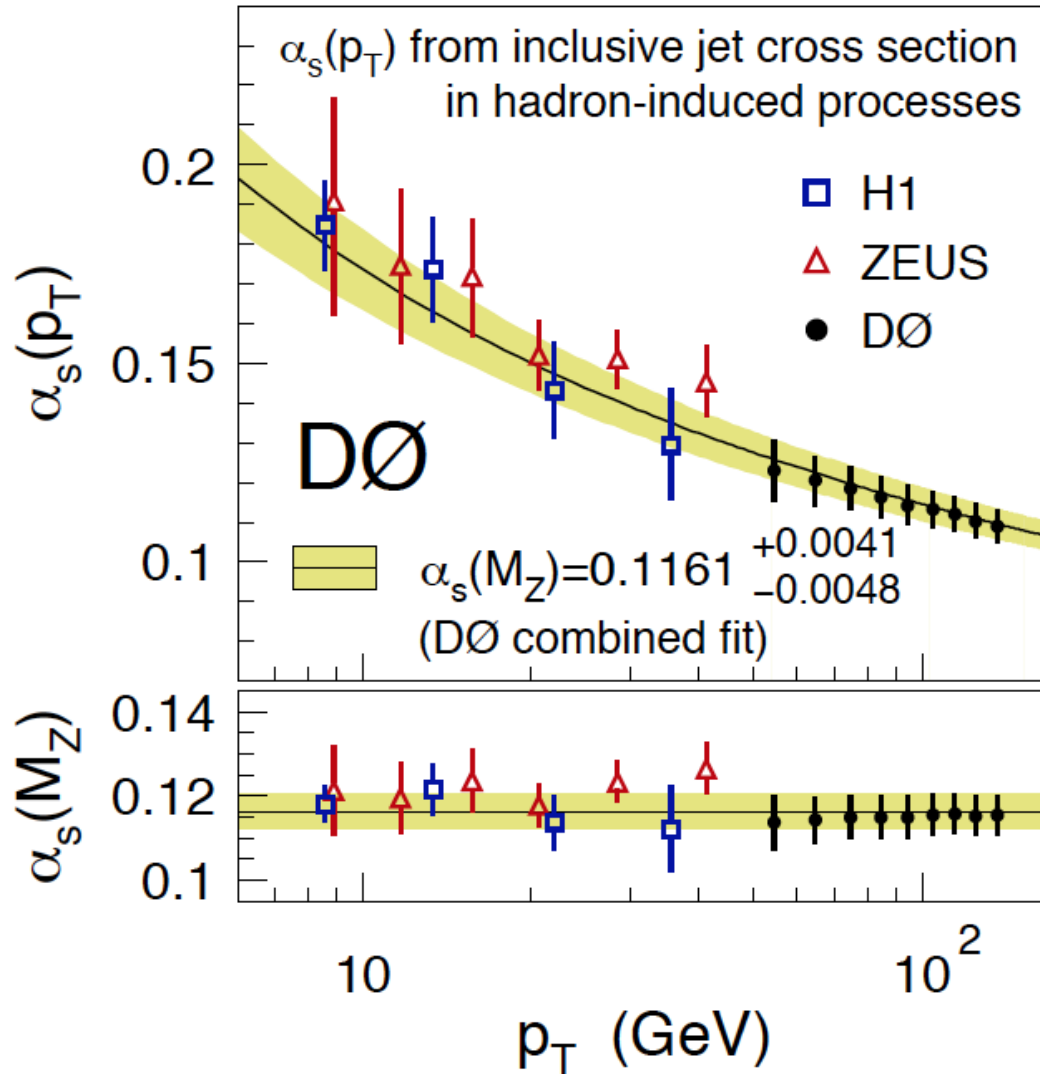 αs(pT) from inclusive jet cross section
in hadron-induced processes
H1
ZEUS
DØ
0.2
0.15
0.1
αs(pT)
DØ
αs(MZ)=0.1161 +0.0041 −0.0048
(DØ combined fit)
0.14
0.12
0.1
αs(MZ)
10
10²
pT (GeV)